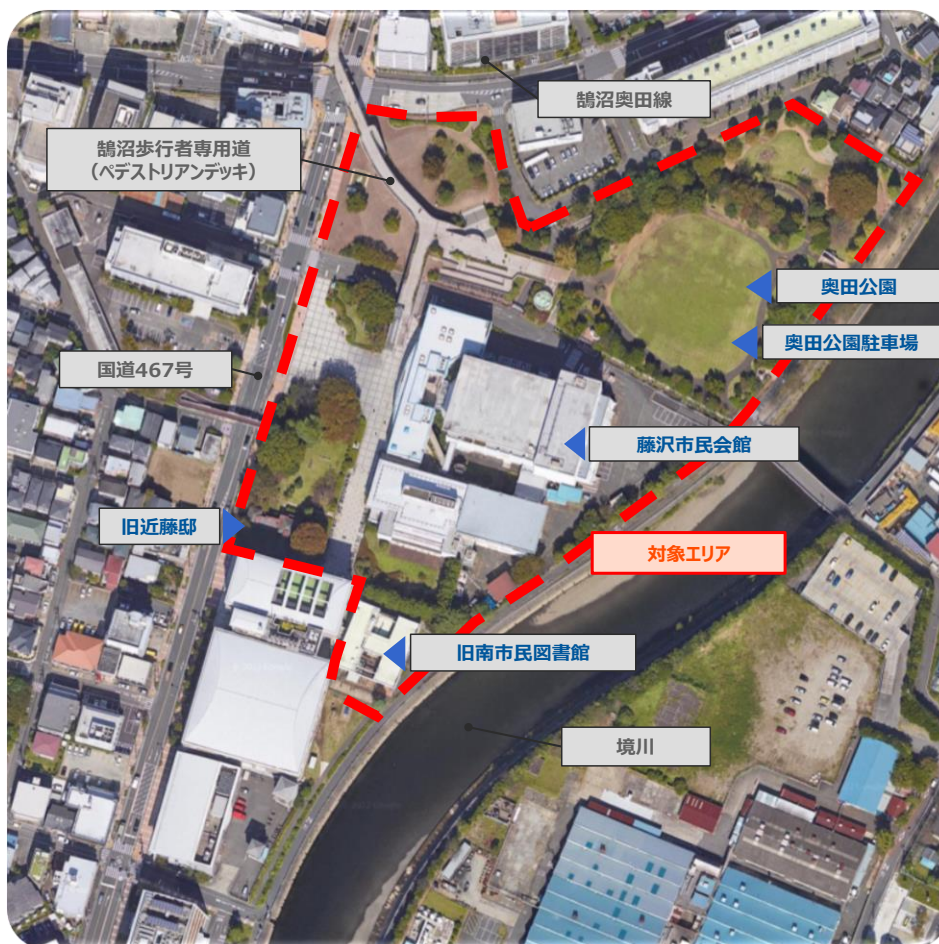 鵠沼奥田線
鵠沼歩行者専用道
（ペデストリアンデッキ）
奥田公園
奥田公園駐車場
国道467号
藤沢市民会館
旧近藤邸
対象エリア
旧南市民図書館
境川